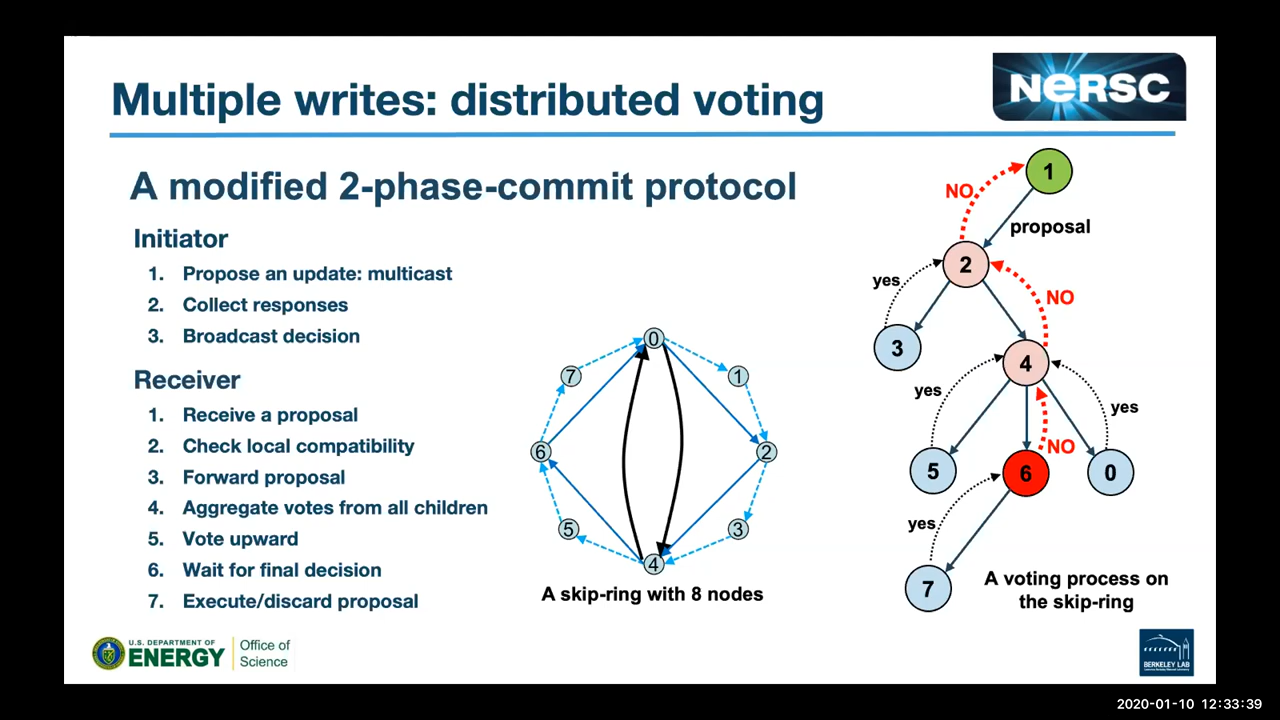 Multiple writes: distributed voting
NERSC
A modified 2-phase-commit protocol
Initiator
1. Propose an update: multicast
2. Collect responses
3. Broadcast decision
Receiver
1. Receive a proposal
2. Check local compatibility
3. Forward proposal
4. Aggregate votes from all children
5. Vote upward
6. Wait for final decision
7. Execute/discard proposal
0
7
1
6
2
5
3
4
A skip-ring with 8 nodes
1
NO
proposal
2
yes
NO
3
4
yes
yes
NO
5
6
0
yes
7
A voting process on
the skip-ring
U.S. DEPARTMENT OF
ENERGY
Office of
Science
BERKELEY LAB
2020-01-10 12:33:39